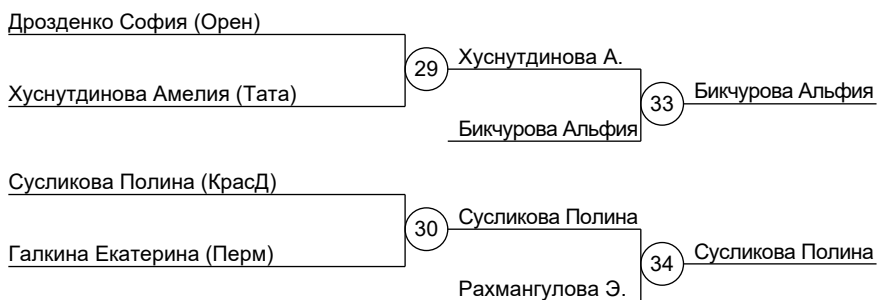 Дрозденко София (Орен)
29
Хуснутдинова А.
Хуснутдинова Амелия (Тата)
33
Бикчурова Альфия
Бикчурова Альфия
Сусликова Полина (КрасД)
30
Сусликова Полина
Галкина Екатерина (Перм)
34
Сусликова Полина
Рахмангулова Э.